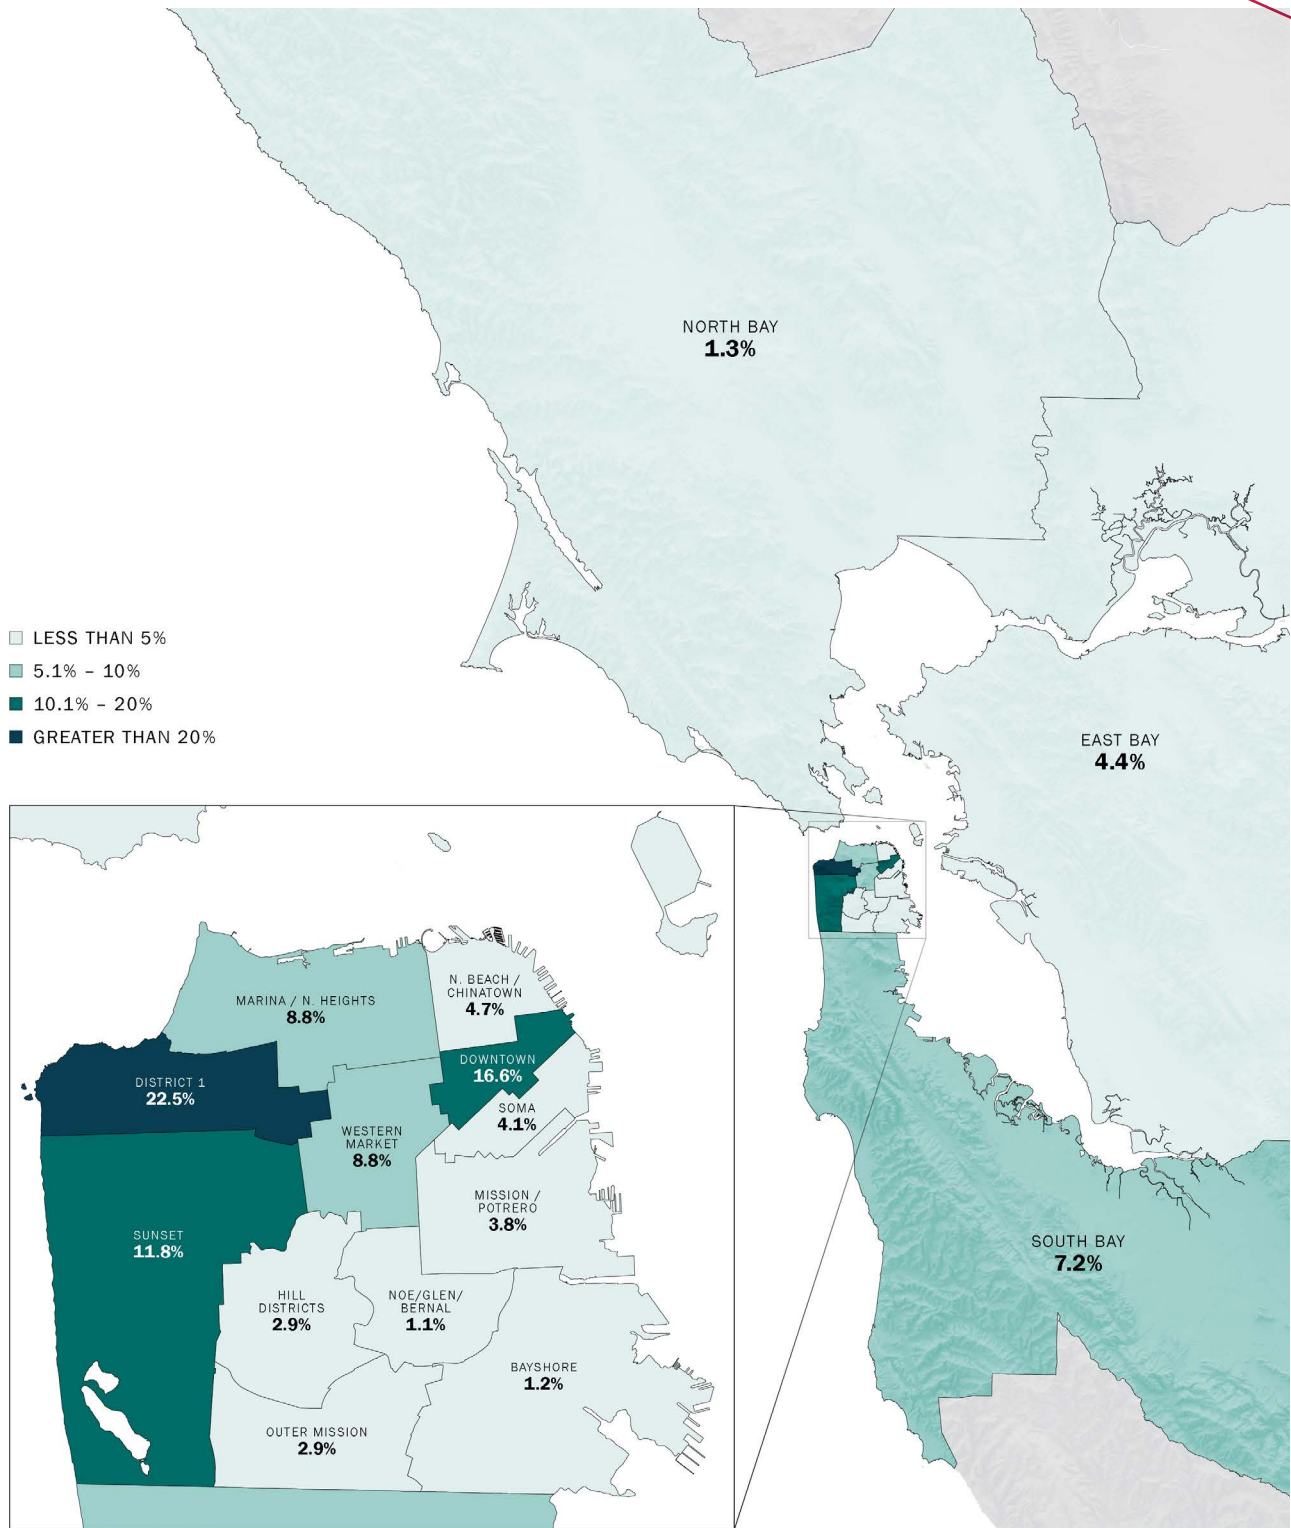 NORTH BAY
1.3%
LESS THAN 5%
5.1% – 10%
10.1% – 20%
GREATER THAN 20%
EAST BAY
4.4%
N. BEACH /
CHINATOWN
4.7%
MARINA / N. HEIGHTS
8.8%
DOWNTOWN
16.6%
DISTRICT 1
22.5%
SOMA
4.1%
WESTERN
MARKET
8.8%
MISSION /
POTRERO
3.8%
SUNSET
11.8%
SOUTH BAY
7.2%
HILL
DISTRICTS
2.9%
NOE/GLEN/
BERNAL
1.1%
BAYSHORE
1.2%
OUTER MISSION
2.9%